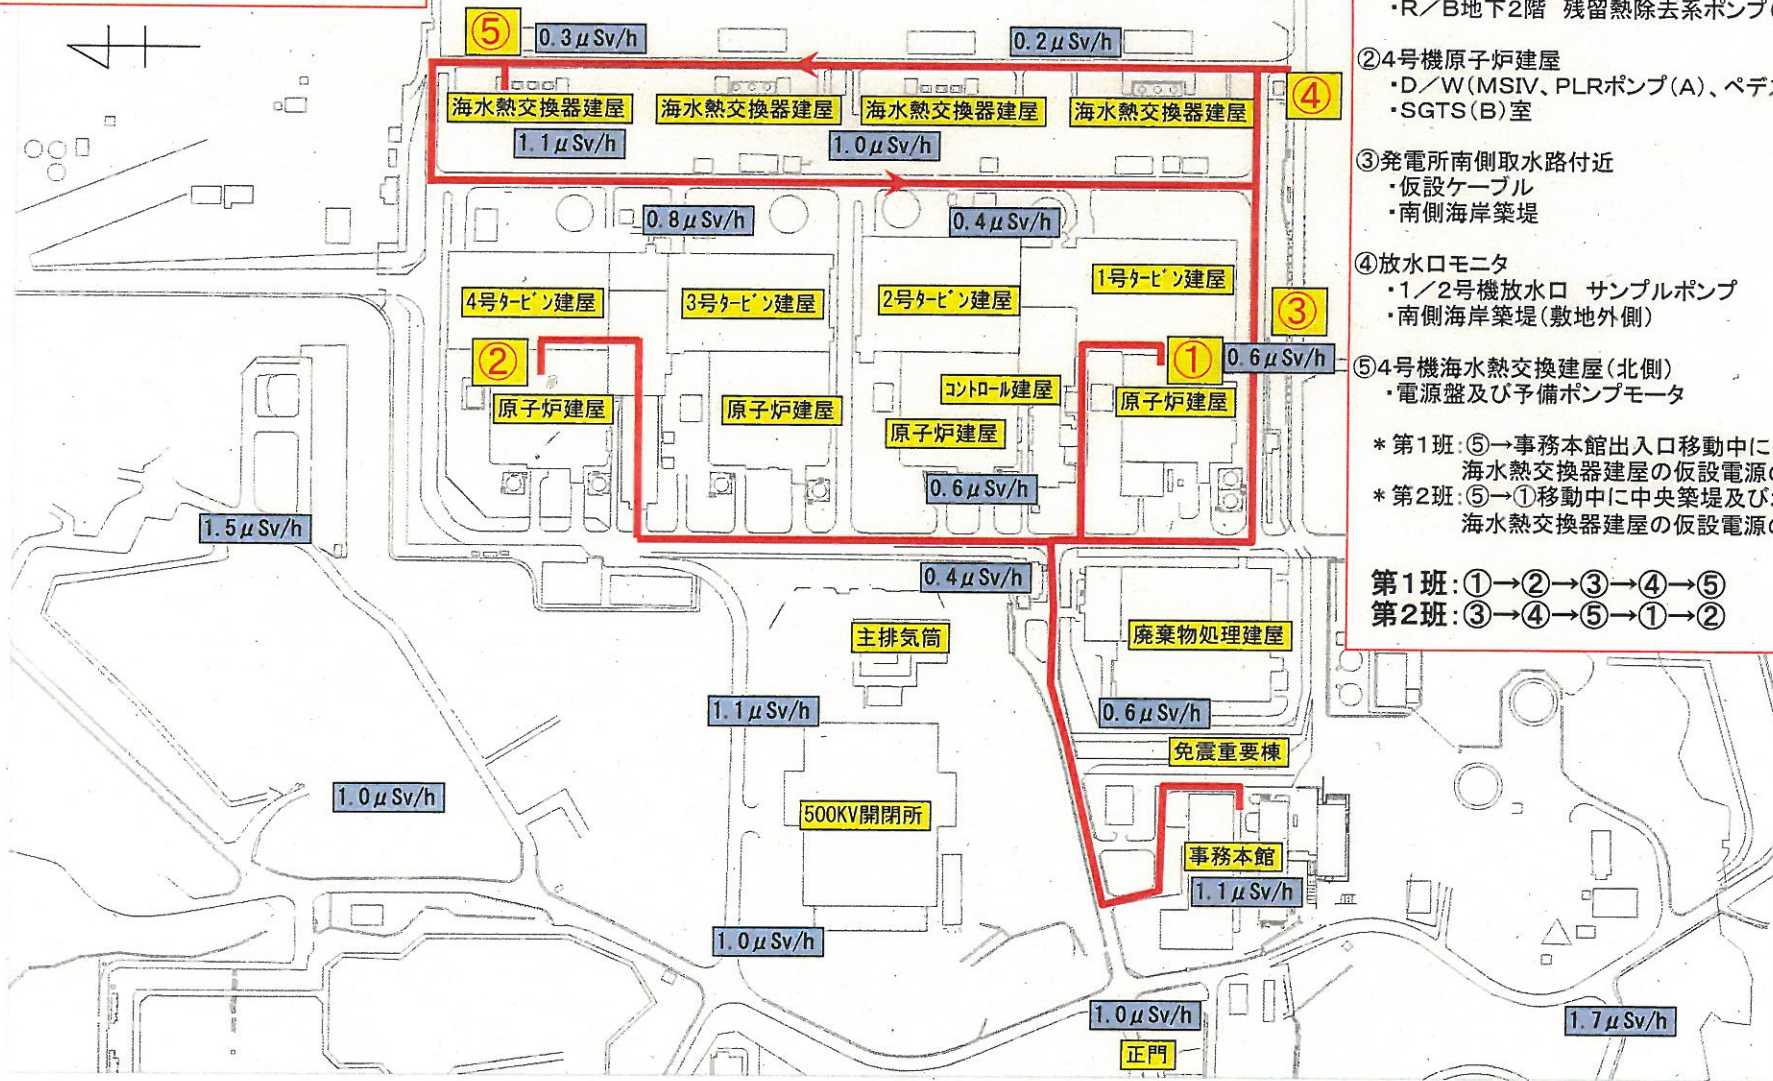 ⑤
0.3μSv/h
0.2μSv/h
④
海水熱交換器建屋
海水熱交換器建屋
海水熱交換器建屋
海水熱交換器建屋
1.1μSv/h
1.0μSv/h
0.8μSv/h
0.4μSv/h
4号タービン建屋
3号タービン建屋
2号タービン建屋
1号タービン建屋
③
②
①
0.6μSv/h
原子炉建屋
原子炉建屋
コントロール建屋
原子炉建屋
原子炉建屋
0.6μSv/h
1.5μSv/h
0.4μSv/h
主排気筒
廃棄物処理建屋
1.1μSv/h
0.6μSv/h
免震重要棟
1.0μSv/h
500KV開閉所
事務本館
1.1μSv/h
1.0μSv/h
1.0μSv/h
正門
1.7μSv/h
・R/B地下2階 残留熱除去系ポンプ(
②4号機原子炉建屋
・D/W(MSIV、PLRポンプ(A)、ペデ
・SGTS(B)室
③発電所南側取水路付近
・仮設ケーブル
・南側海岸築堤
④放水口モニタ
・1/2号機放水口 サンプルポンプ
・南側海岸築堤(敷地外側)
⑤4号機海水熱交換建屋(北側)
・電源盤及び予備ポンプモータ
*第1班:⑤→事務本館出入口移動中に
海水熱交換器建屋の仮設電源の
*第2班:⑤→①移動中に中央築堤及び
海水熱交換器建屋の仮設電源の
第1班:①→②→③→④→⑤
第2班:③→④→⑤→①→②